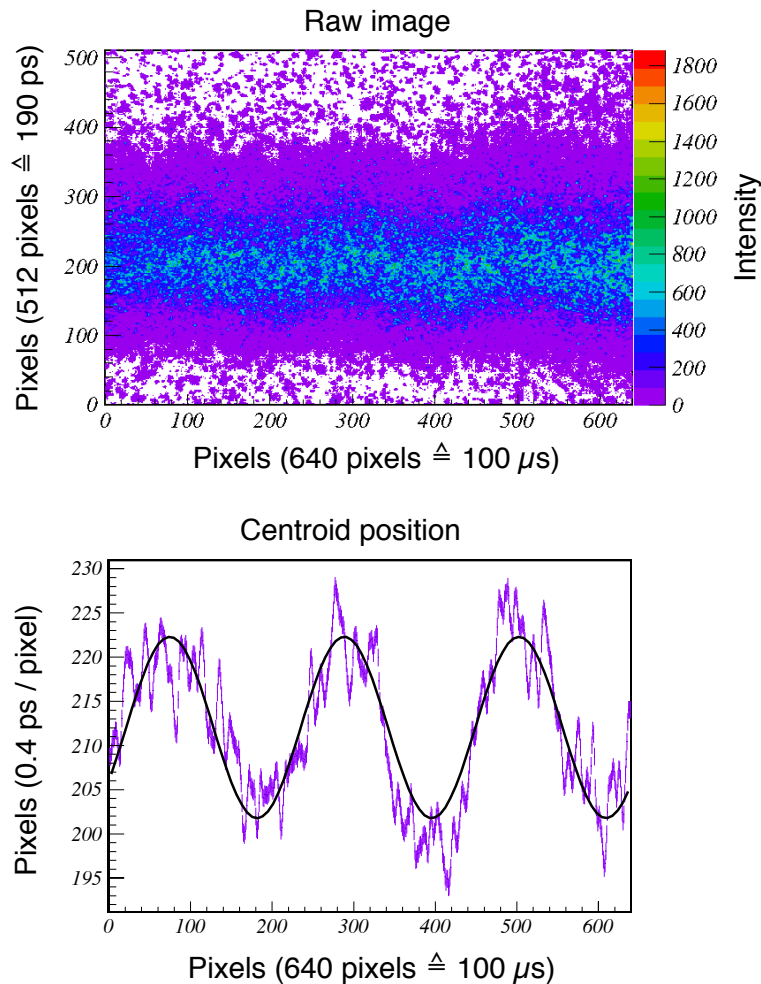 Raw image
Pixels (512 pixels ≙ 190 ps)
500
400
300
200
100
0
0 100 200 300 400 500 600
Pixels (640 pixels ≙ 100 µs)
1800
1600
1400
1200
1000
800
600
400
200
0
Intensity
Centroid position
Pixels (0.4 ps / pixel)
230
225
220
215
210
205
200
195
0 100 200 300 400 500 600
Pixels (640 pixels ≙ 100 µs)